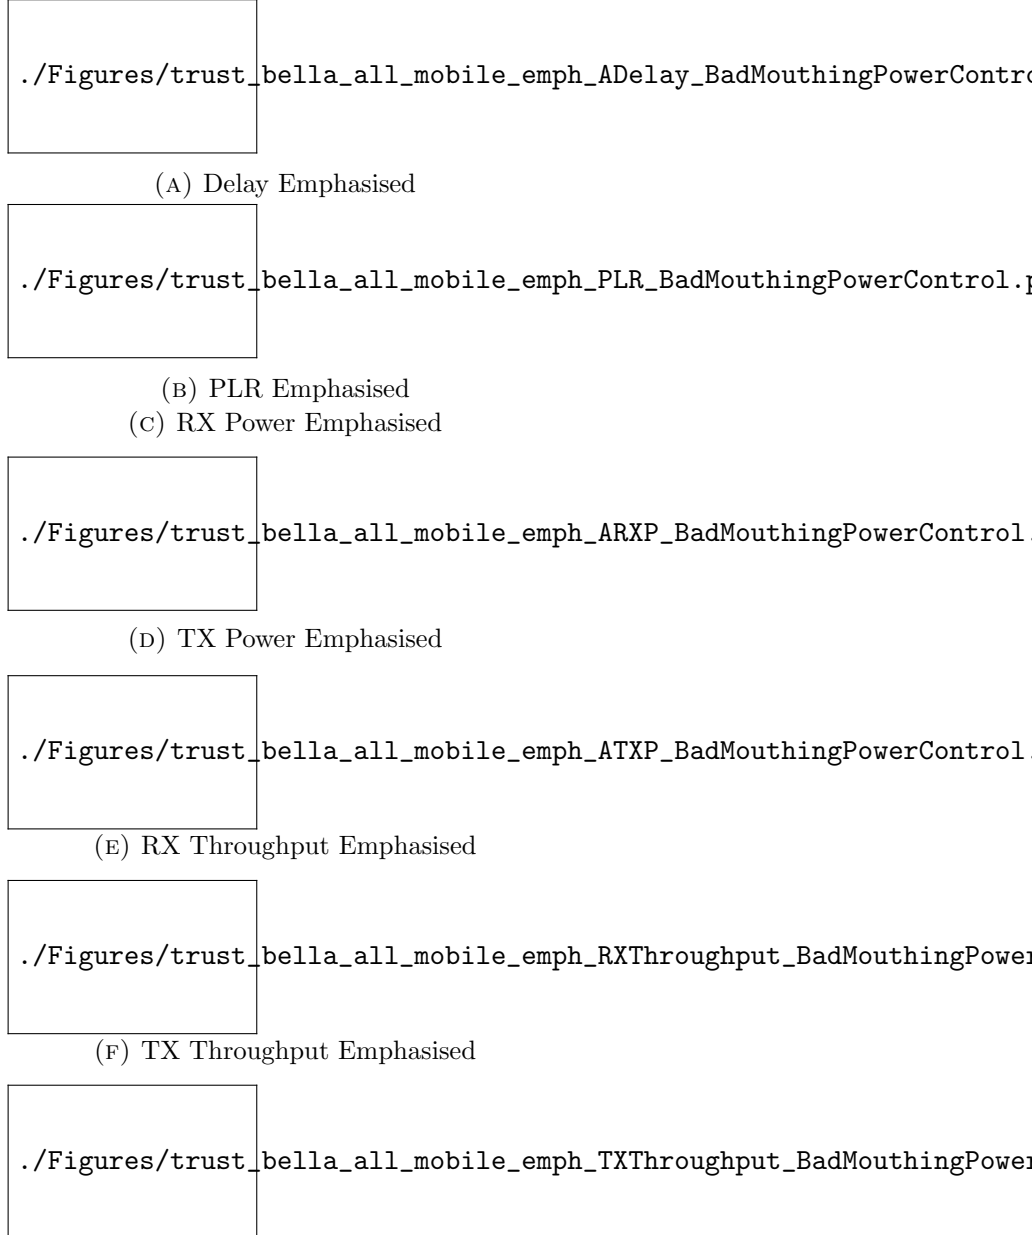 ./Figures/trust_bella_all_mobile_emph_ADelay_BadMouthingPowerContro
(A) Delay Emphasised
./Figures/trust_bella_all_mobile_emph_PLR_BadMouthingPowerControl.p
(B) PLR Emphasised
(C) RX Power Emphasised
./Figures/trust_bella_all_mobile_emph_ARXP_BadMouthingPowerControl.
(D) TX Power Emphasised
./Figures/trust_bella_all_mobile_emph_ATXP_BadMouthingPowerControl.
(E) RX Throughput Emphasised
./Figures/trust_bella_all_mobile_emph_RXThroughput_BadMouthingPower
(F) TX Throughput Emphasised
./Figures/trust_bella_all_mobile_emph_TXThroughput_BadMouthingPower